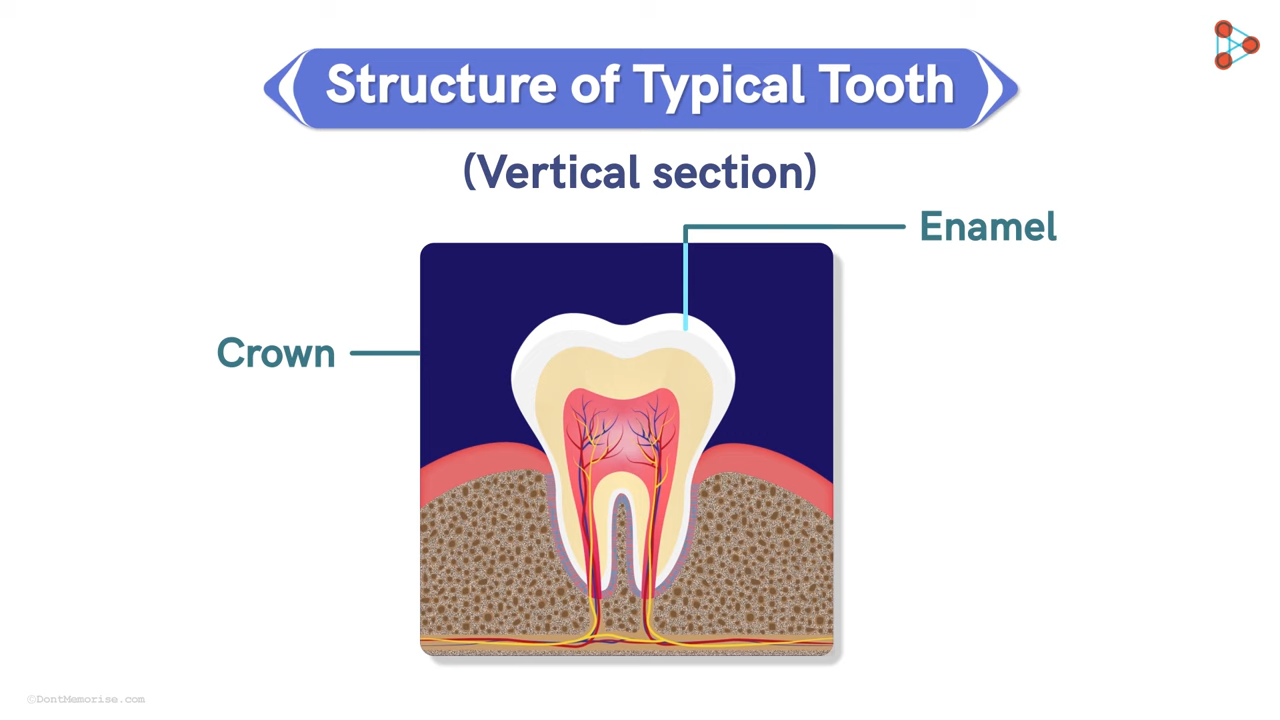 Structure of Typical Tooth
(Vertical section)
Enamel
Crown
©DontMemorise.com